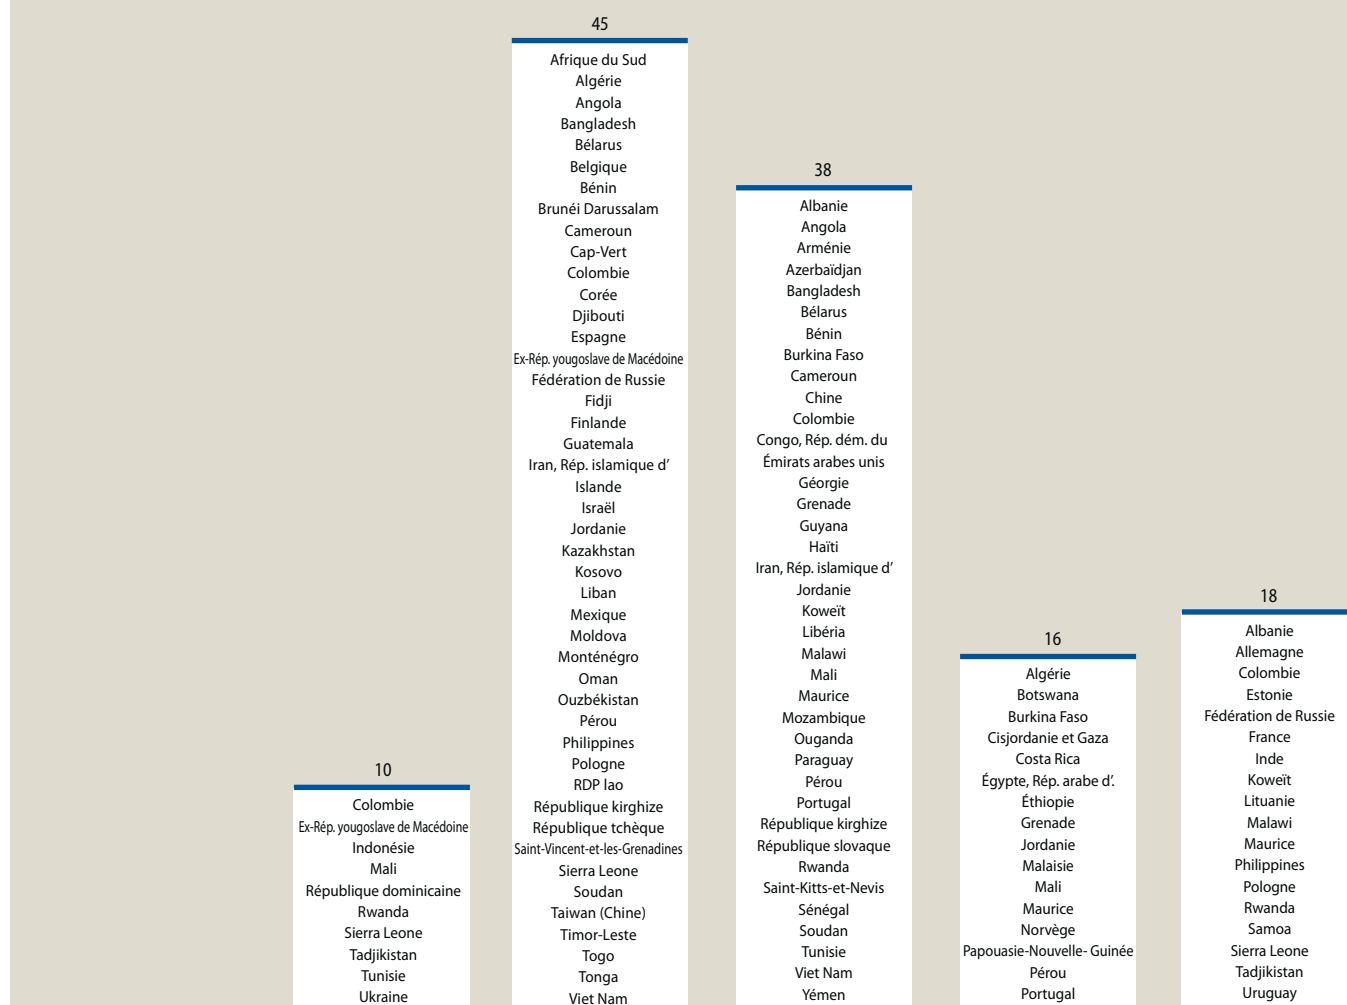 45
Afrique du Sud
Algérie
Angola
Bangladesh
Bélarus
Belgique
Bénin
Brunéi Darussalam
Cameroun
Cap-Vert
Colombie
Corée
Djibouti
Espagne
Ex-Rép. yougoslave de Macédoine
Fédération de Russie
Fidji
Finlande
Guatemala
Iran, Rép. islamique d’
Islande
Israël
Jordanie
Kazakhstan
Kosovo
Liban
Mexique
Moldova
Monténégro
Oman
Ouzbékistan
Pérou
Philippines
Pologne
RDP lao
République kirghize
République tchèque
Saint-Vincent-et-les-Grenadines
Sierra Leone
Soudan
Taiwan (Chine)
Timor-Leste
Togo
Tonga
Viet Nam
38
Albanie
Angola
Arménie
Azerbaïdjan
Bangladesh
Bélarus
Bénin
Burkina Faso
Cameroun
Chine
Colombie
Congo, Rép. dém. du
Émirats arabes unis
Géorgie
Grenade
Guyana
Haïti
Iran, Rép. islamique d’
Jordanie
Koweït
Libéria
Malawi
Mali
Maurice
Mozambique
Ouganda
Paraguay
Pérou
Portugal
République kirghize
République slovaque
Rwanda
Saint-Kitts-et-Nevis
Sénégal
Soudan
Tunisie
Viet Nam
Yémen
18
Albanie
Allemagne
Colombie
Estonie
Fédération de Russie
France
Inde
Koweït
Lituanie
Malawi
Maurice
Philippines
Pologne
Rwanda
Samoa
Sierra Leone
Tadjikistan
Uruguay
16
Algérie
Botswana
Burkina Faso
Cisjordanie et Gaza
Costa Rica
Égypte, Rép. arabe d’.
Éthiopie
Grenade
Jordanie
Malaisie
Mali
Maurice
Norvège
Papouasie-Nouvelle- Guinée
Pérou
Portugal
10
Colombie
Ex-Rép. yougoslave de Macédoine
Indonésie
Mali
République dominicaine
Rwanda
Sierra Leone
Tadjikistan
Tunisie
Ukraine